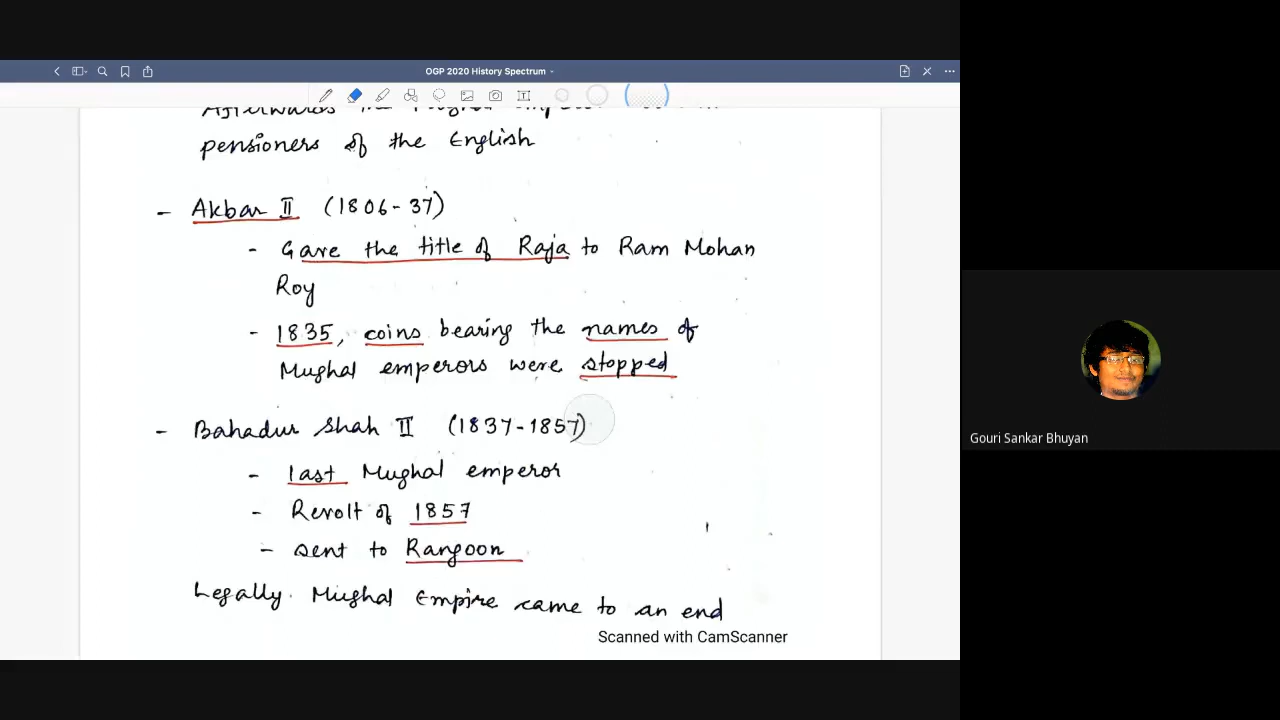 OGP 2020 History Spectrum
pensioners of the English
- Akbar II (1806-37)
- Gave the title of Raja to Ram Mohan
Roy
- 1835, coins bearing the names of
Mughal emperors were stopped
- Bahadur Shah II (1837-1857)
- last Mughal emperor
- Revolt of 1857
- sent to Rangoon
Legally. Mughal Empire came to an end
Scanned with CamScanner
Gouri Sankar Bhuyan